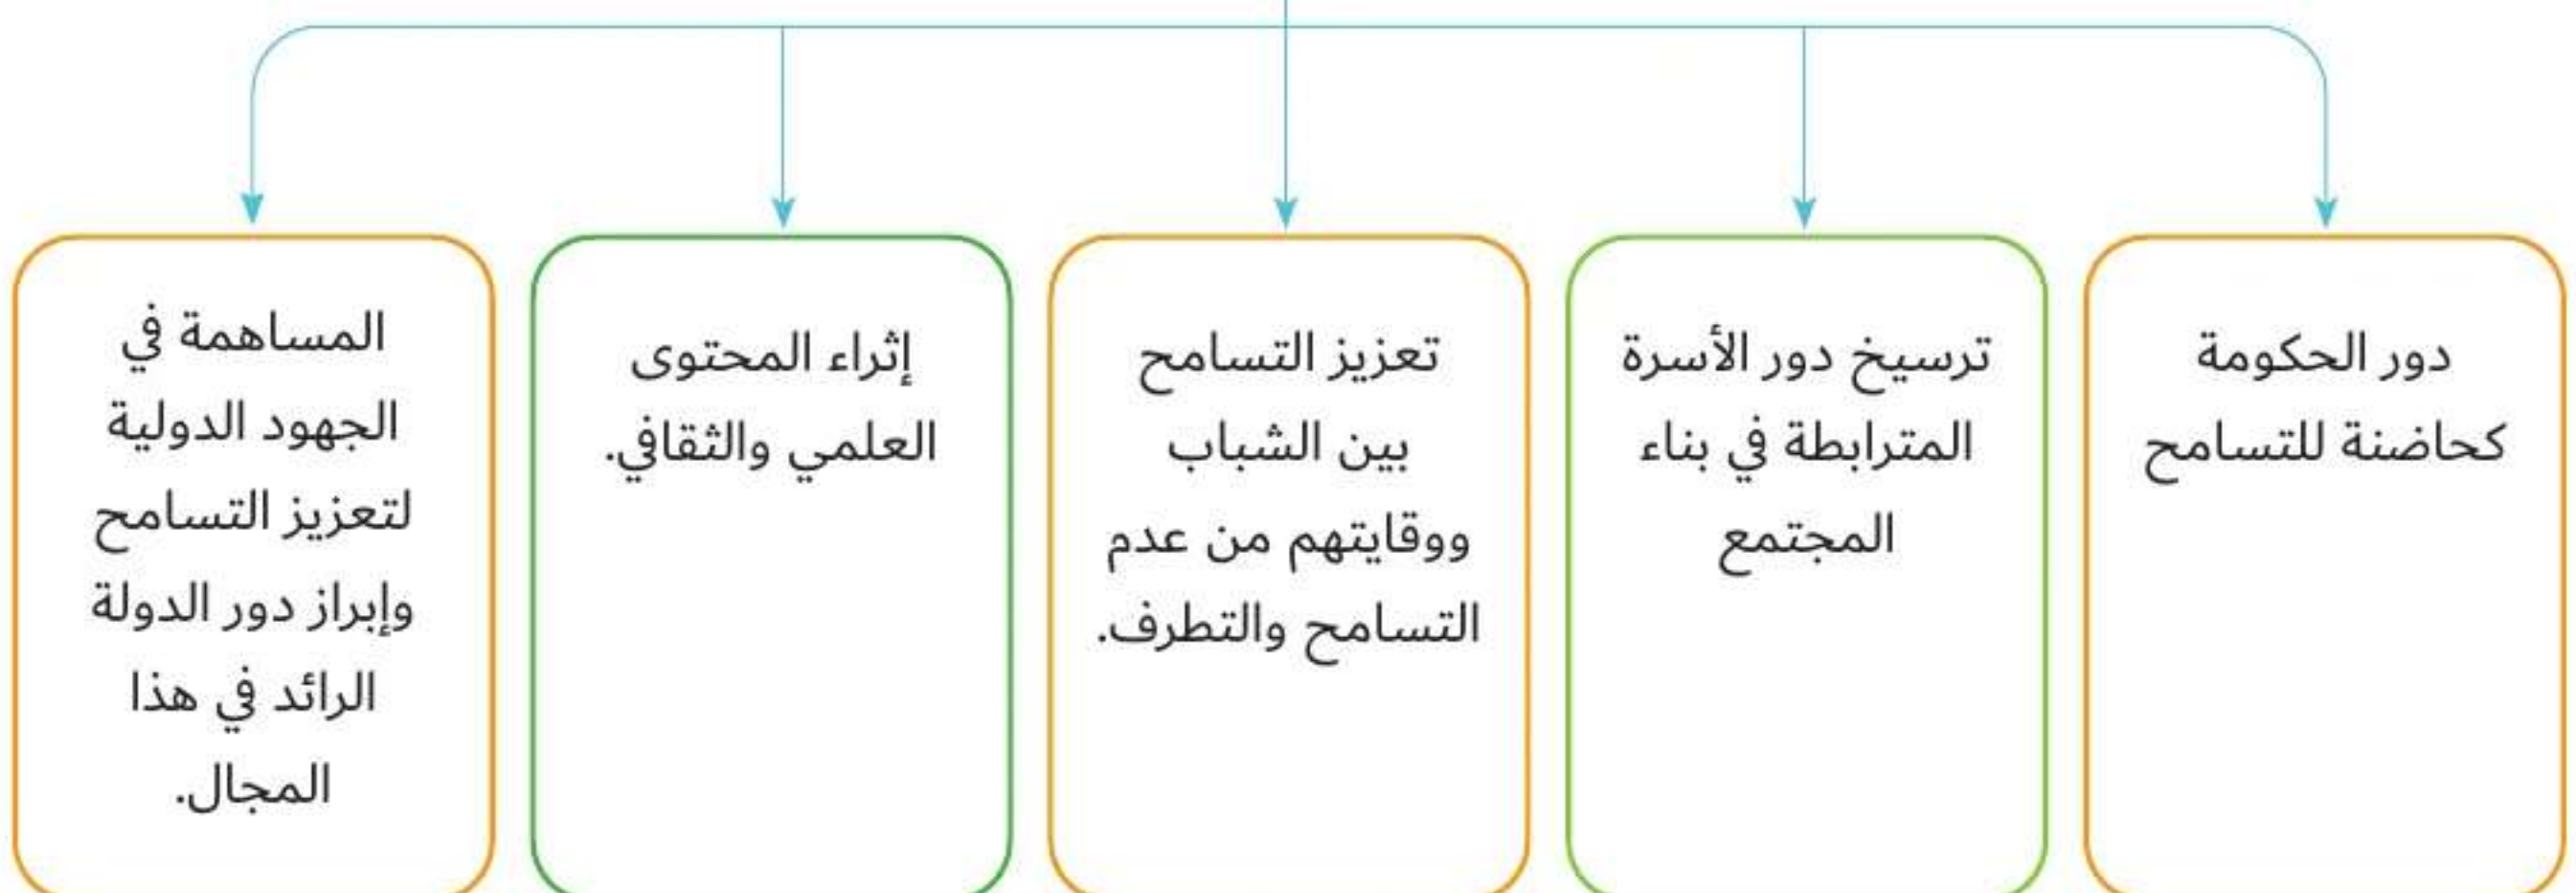 دور الحكومة
كحاضنة للتسامح
ترسيخ دور الأسرة
المترابطة في بناء
المجتمع
تعزيز التسامح
بين الشباب
ووقايتهم من عدم
التسامح والتطرف.
إثراء المحتوى
العلمي والثقافي.
المساهمة في
الجهود الدولية
لتعزيز التسامح
وإبراز دور الدولة
الرائد في هذا
المجال.